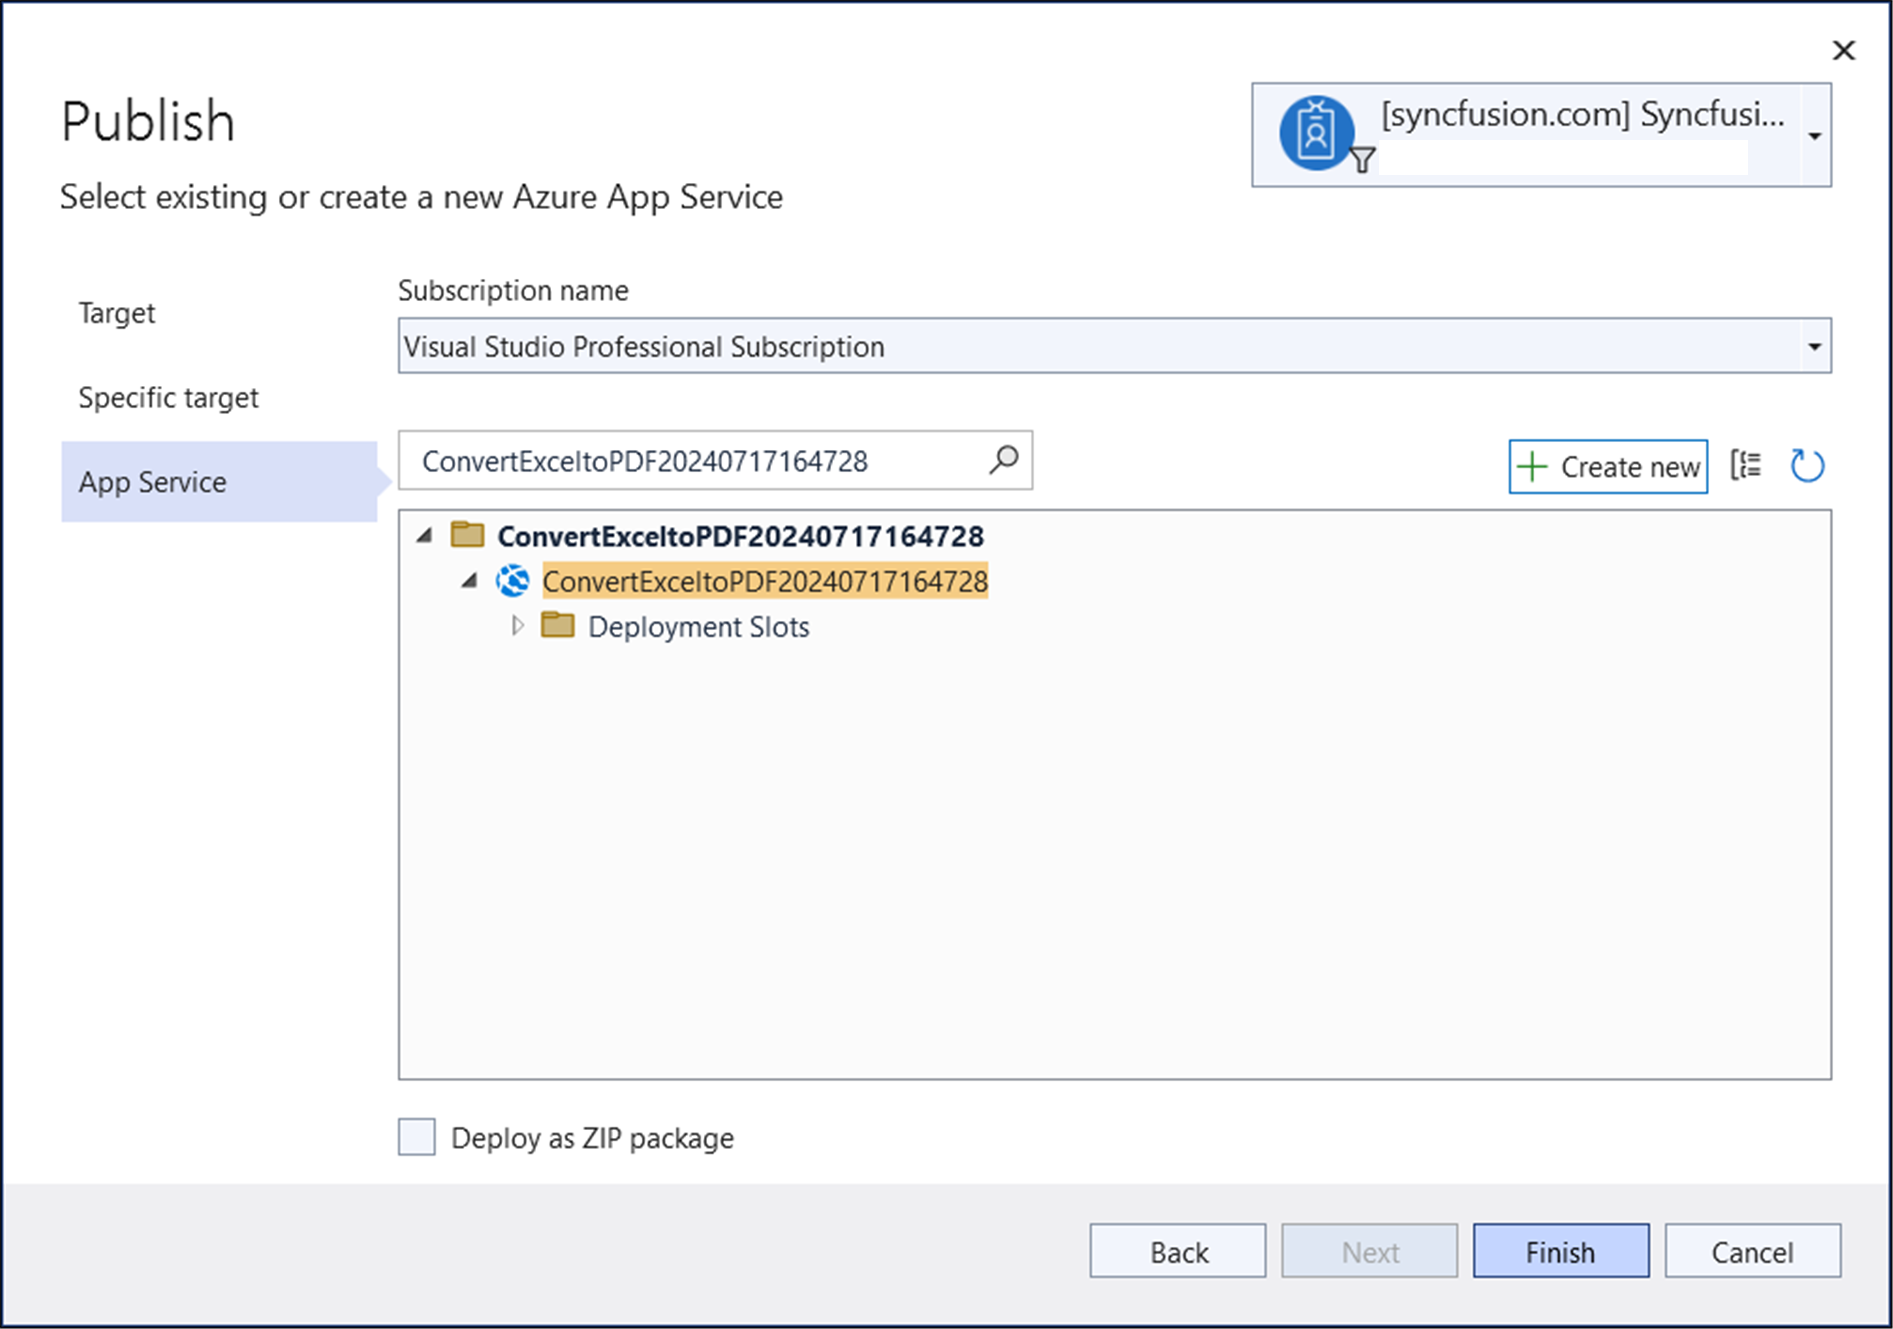 Publish
[syncfusion.com] Syncfusi...
Select existing or create a new Azure App Service
Target
Specific target
App Service
Subscription name
Visual Studio Professional Subscription
ConvertExceltoPDF20240717164728
Create new
ConvertExceltoPDF20240717164728
ConvertExceltoPDF20240717164728
Deployment Slots
Deploy as ZIP package
Back
Next
Finish
Cancel